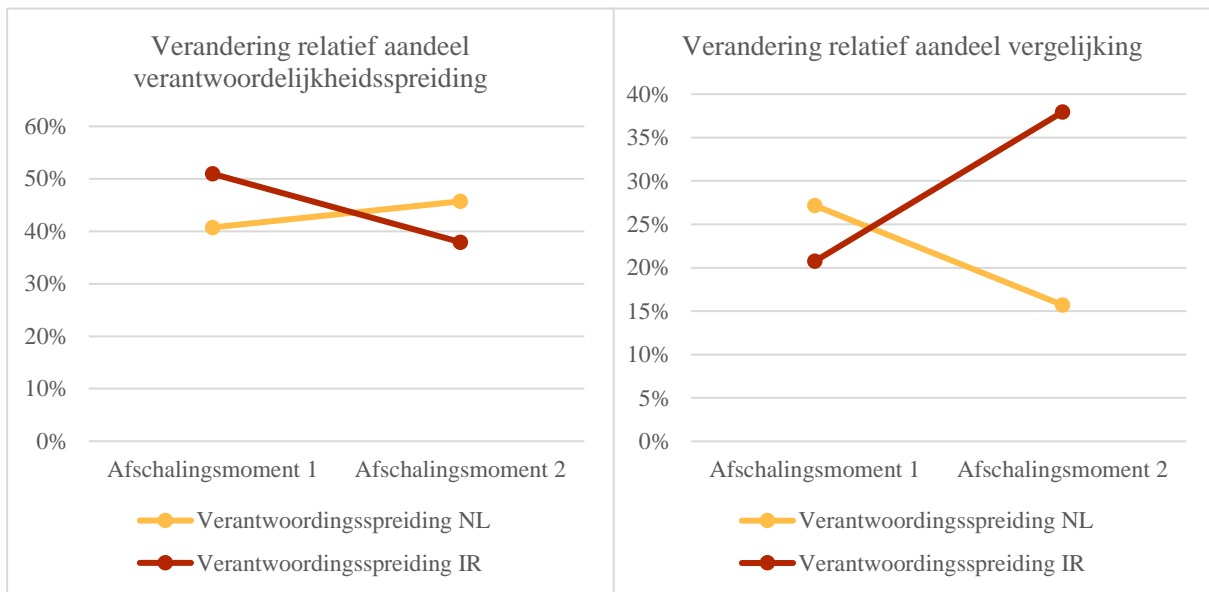 Verandering relatief aandeel
verantwoordelijkheidsspreiding
60%
50%
40%
30%
20%
10%
0%
Afschalingsmoment 1
Afschalingsmoment 2
Verantwoordingsspreiding NL
Verantwoordingsspreiding IR
Verandering relatief aandeel vergelijking
40%
35%
30%
25%
20%
15%
10%
5%
0%
Afschalingsmoment 1
Afschalingsmoment 2
Verantwoordingsspreiding NL
Verantwoordingsspreiding IR